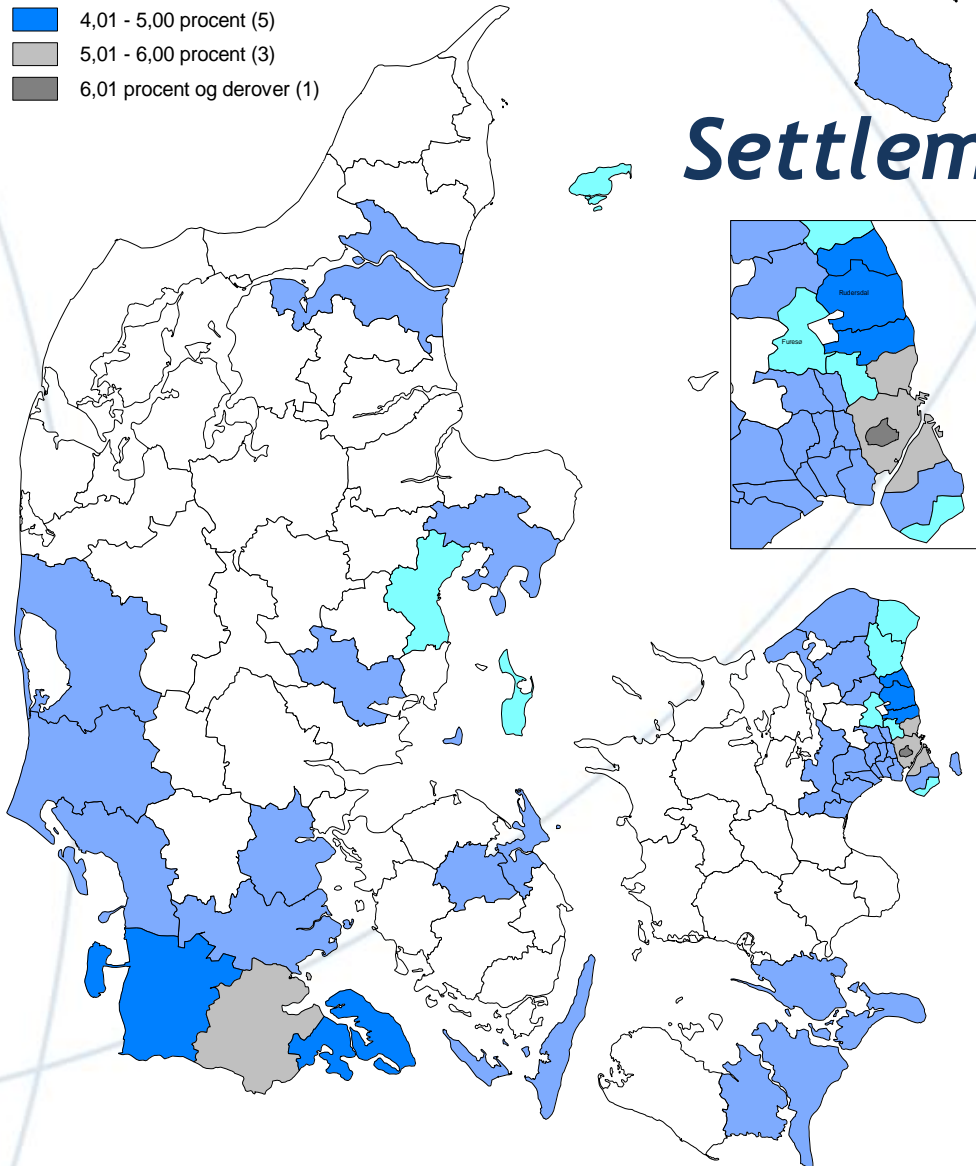 4,01 - 5,00 procent (5)
5,01 - 6,00 procent (3)
6,01 procent og derover (1)
Settlem
Rudersdal
Furesø